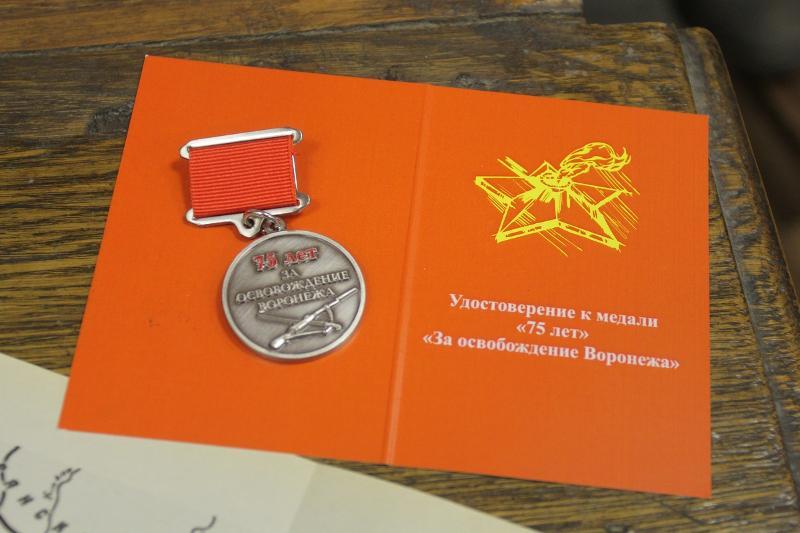 75 лет
ЗА
ОСВОБОЖДЕНИЕ
ВОРОНЕЖА
Удостоверение к медали
«75 лет»
«За освобождение Воронежа»